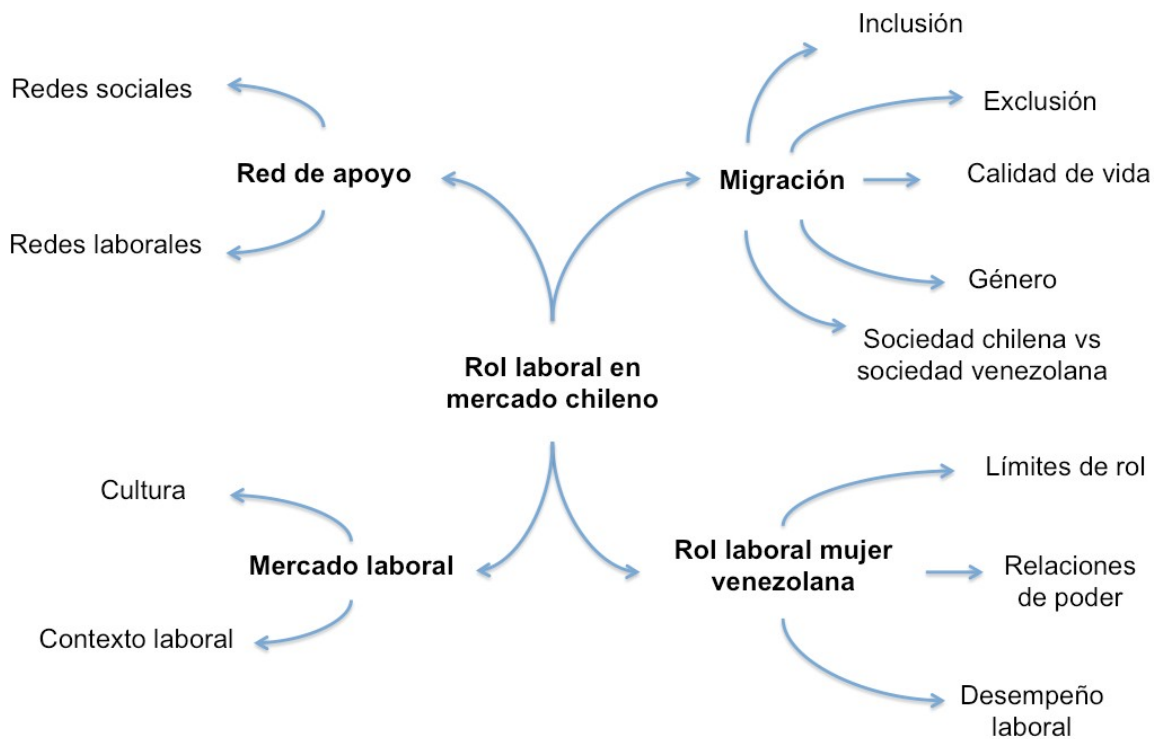 Inclusión
Redes sociales
Exclusión
Red de apoyo
Migración
Calidad de vida
Redes laborales
Género
Sociedad chilena vs
sociedad venezolana
Rol laboral en
mercado chileno
Límites de rol
Cultura
Mercado laboral
Rol laboral mujer
venezolana
Relaciones
de poder
Contexto laboral
Desempeño
laboral